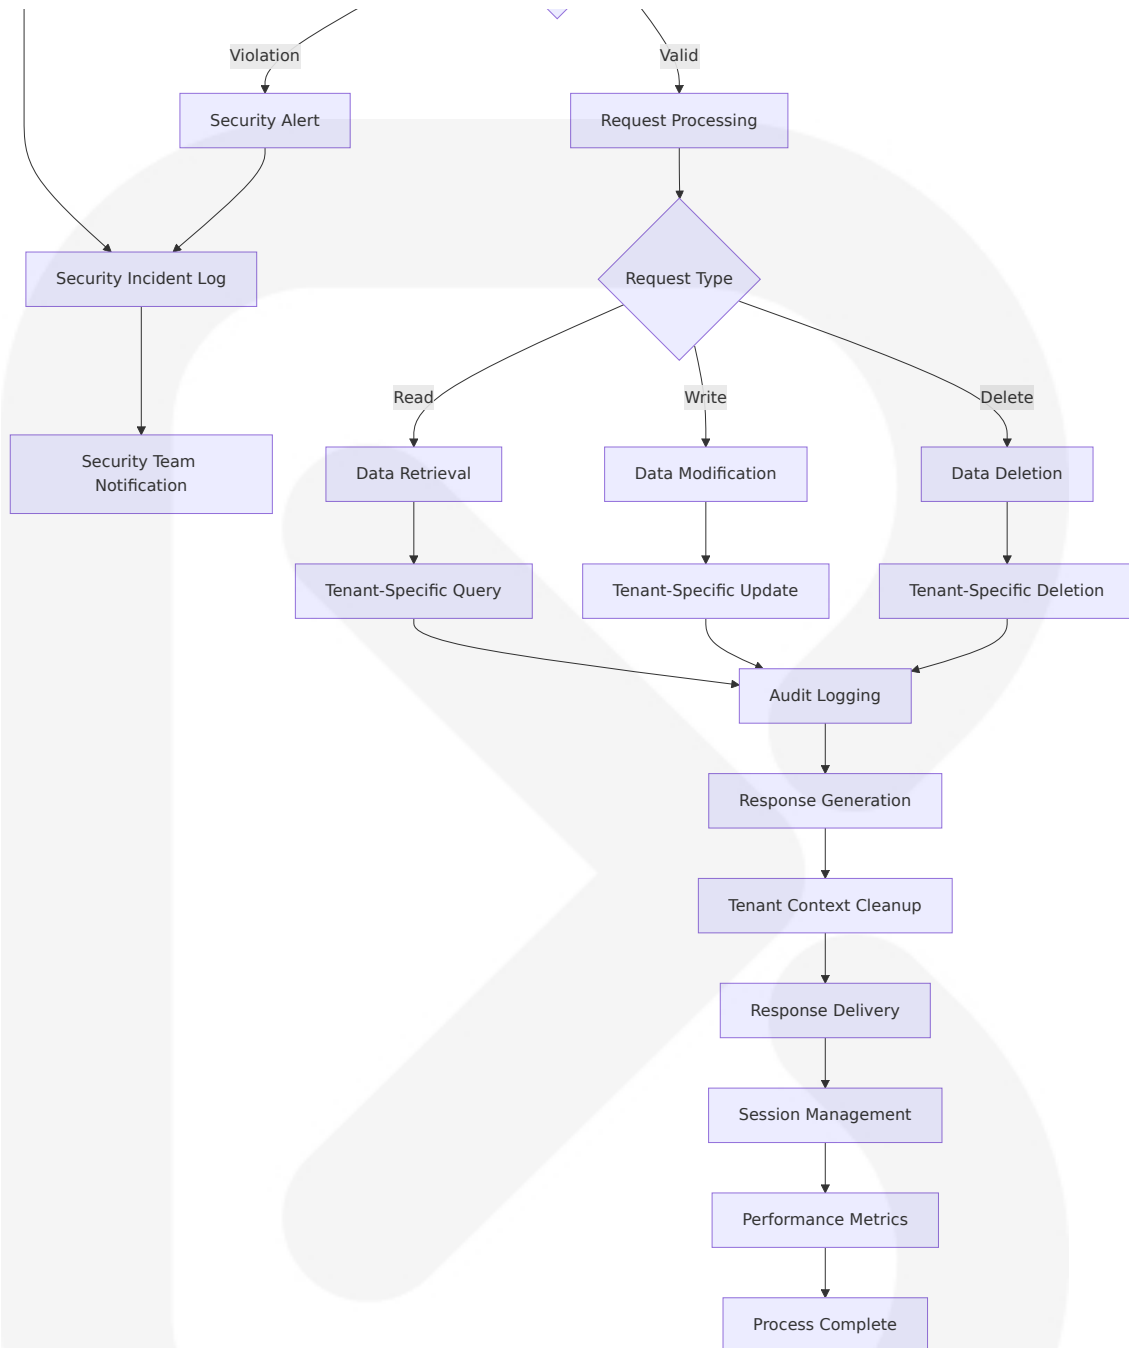 Violation
Valid
Security Alert
Request Processing
Security Incident Log
Request Type
Read
Write
Delete
Security Team
Notification
Data Retrieval
Data Modification
Data Deletion
Tenant-Specific Query
Tenant-Specific Update
Tenant-Specific Deletion
Audit Logging
Response Generation
Tenant Context Cleanup
Response Delivery
Session Management
Performance Metrics
Process Complete